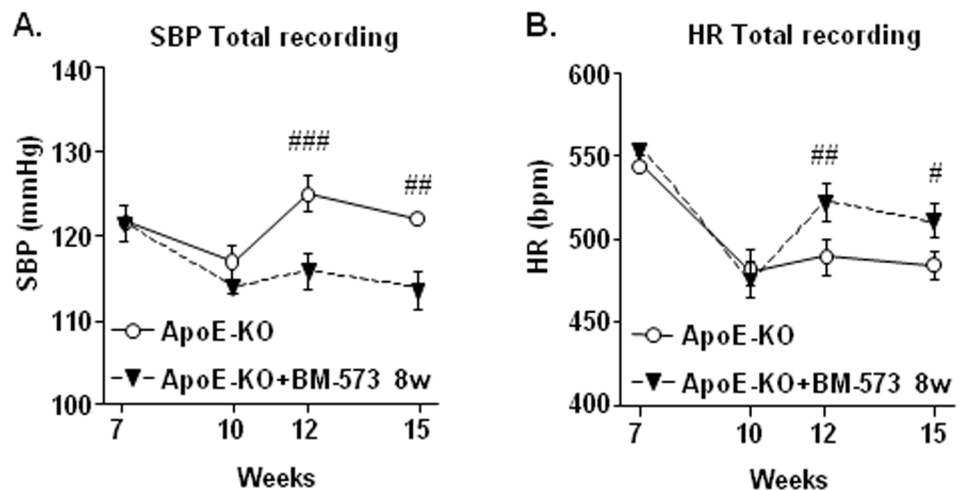 A.
SBP Total recording
SBP (mmHg)
140
130
120
110
100
###
##
ApoE-KO
ApoE-KO+BM-573 8w
7 10 12 15
Weeks
B.
HR Total recording
HR (bpm)
600
550
500
450
400
##
#
ApoE-KO
ApoE-KO+BM-573 8w
7 10 12 15
Weeks